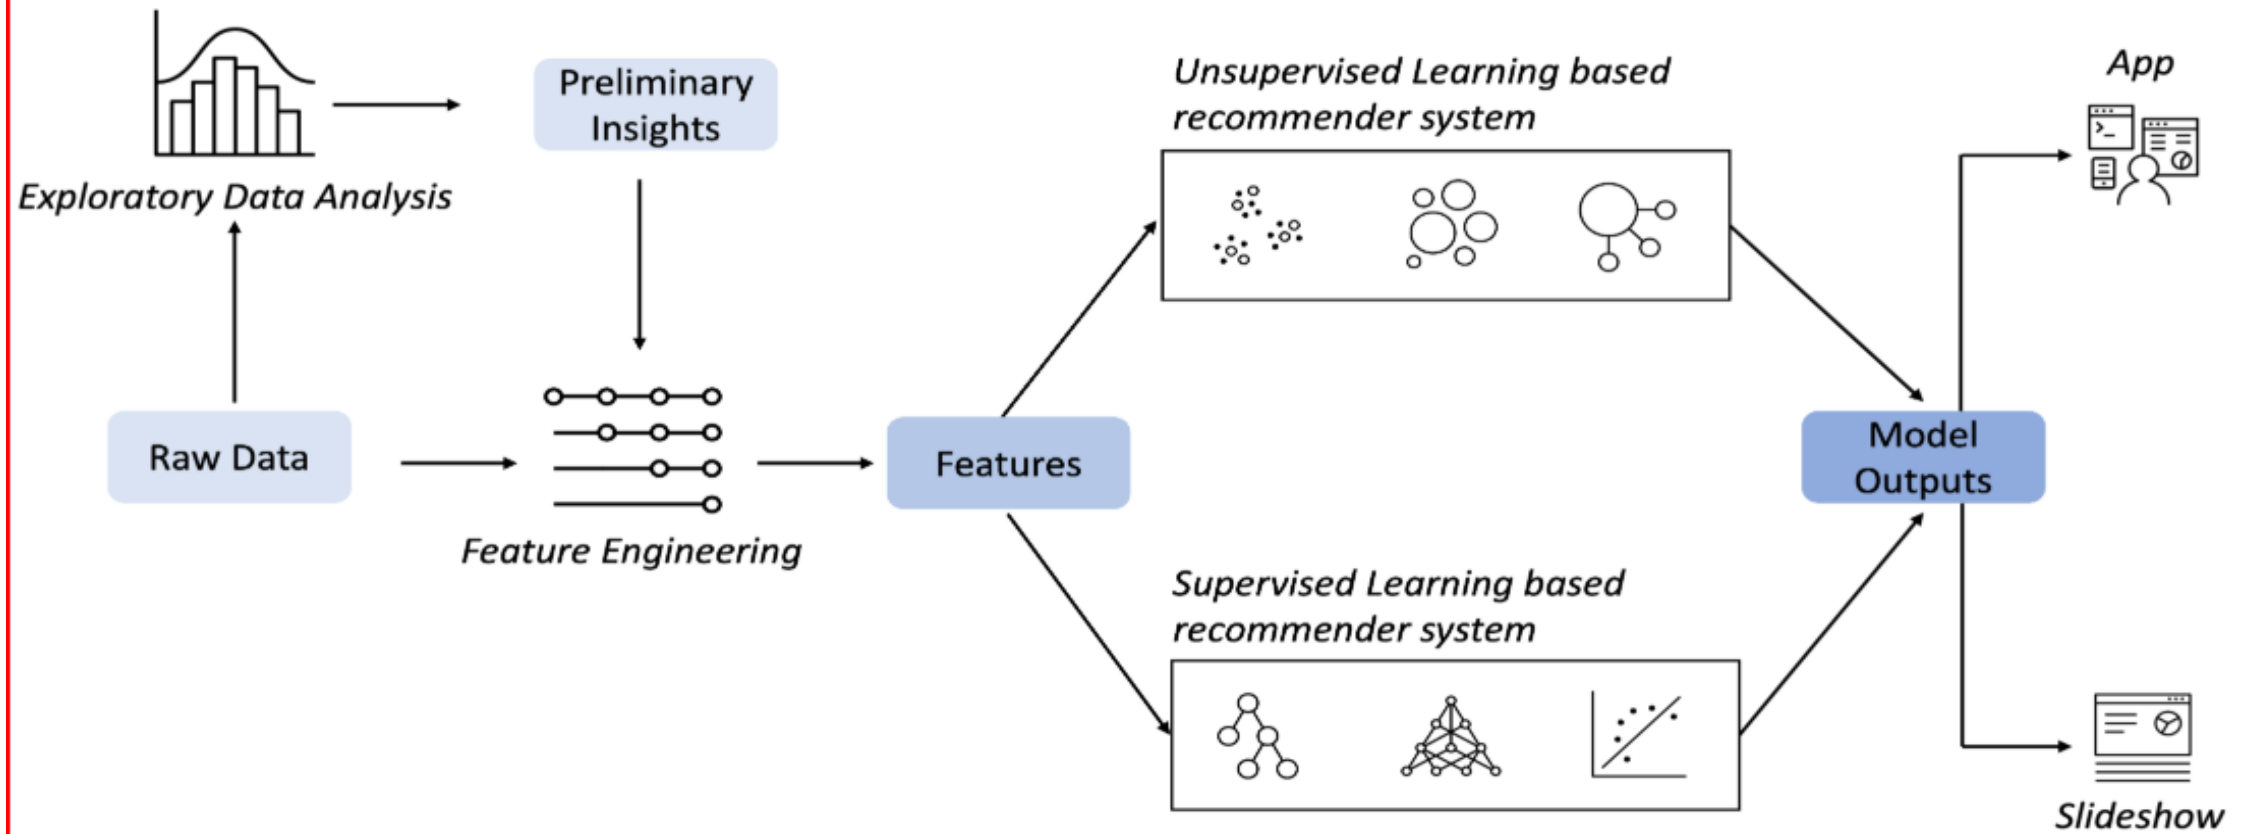 Exploratory Data Analysis
Preliminary
Insights
Raw Data
Feature Engineering
Features
Unsupervised Learning based
recommender system
Supervised Learning based
recommender system
Model
Outputs
App
Slideshow